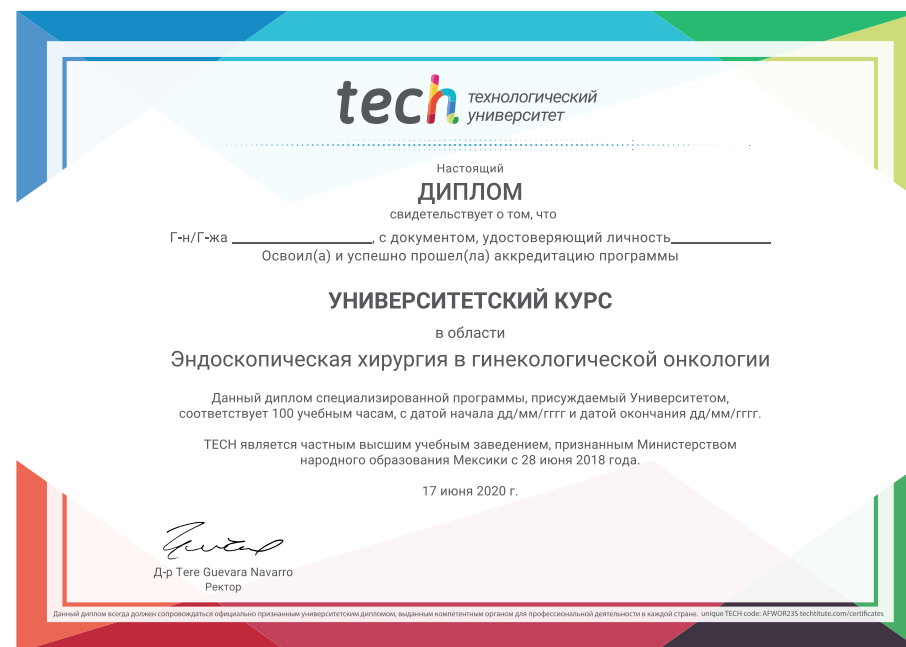 tech технологический
университет
Настоящий
ДИПЛОМ
свидетельствует о том, что
Г-н/Г-жа ____________________, с документом, удостоверяющий личность______________
Освоил(а) и успешно прошел(ла) аккредитацию программы
УНИВЕРСИТЕТСКИЙ КУРС
в области
Эндоскопическая хирургия в гинекологической онкологии
Данный диплом специализированной программы, присуждаемый Университетом,
соответствует 100 учебным часам, с датой начала дд/мм/гггг и датой окончания дд/мм/гггг.
TECH является частным высшим учебным заведением, признанным Министерством
народного образования Мексики с 28 июня 2018 года.
17 июня 2020 г.
Д-р Tere Guevara Navarro
Ректор
Данный диплом всегда должен сопровождаться официально признанным университетским дипломом, выданным компетентным органом для профессиональной деятельности в каждой стране. unique TECH code: AFWOR23S techtitute.com/certificates